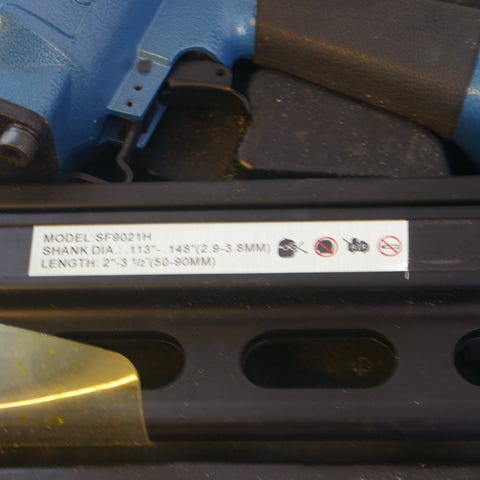 MODEL:SF9021H
SHANK DIA.: .113"- .148"(2.9-3.8MM)
LENGTH: 2"-3 1/2"(50-90MM)